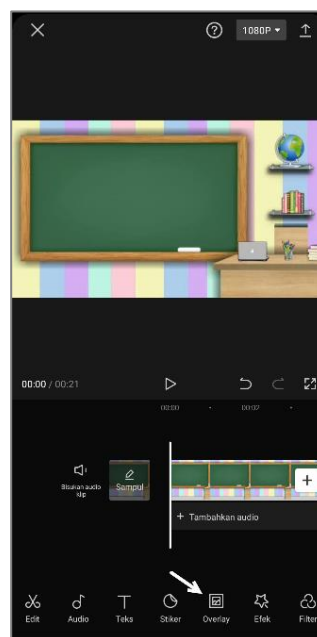 1080P
00:00 / 00:21
00:00
00:02
Bisukan audio
klip
Sampul
+ Tambahkan audio
Edit
Audio
Teks
Stiker
Overlay
Efek
Filter